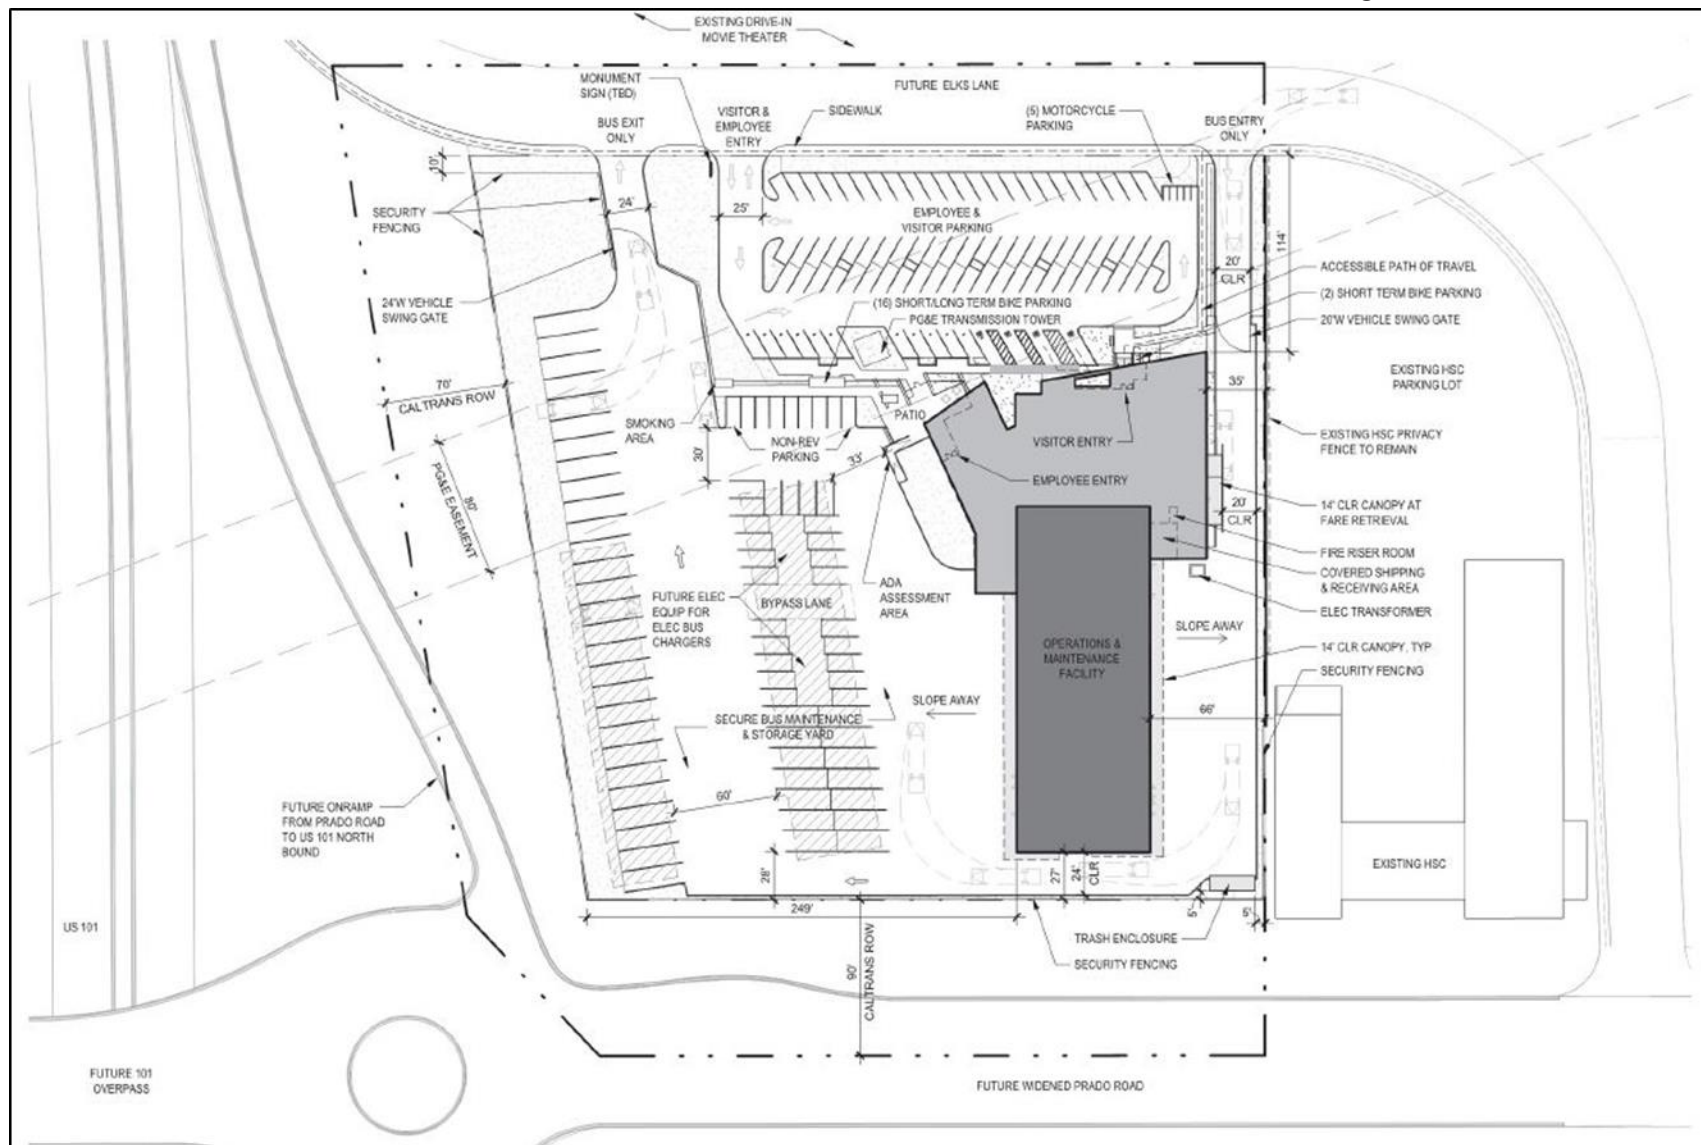 EXISTING DRIVE-IN
MOVIE THEATER
MONUMENT
SIGN (TBD)
FUTURE ELKS LANE
BUS EXIT
ONLY
VISITOR &
EMPLOYEE
ENTRY
SIDEWALK
(5) MOTORCYCLE
PARKING
BUS ENTRY
ONLY
10'
SECURITY
FENCING
24'
25'
EMPLOYEE &
VISITOR PARKING
114'
20'
CLR
ACCESSIBLE PATH OF TRAVEL
(2) SHORT TERM BIKE PARKING
20'W VEHICLE SWING GATE
24'W VEHICLE
SWING GATE
(16) SHORT/LONG TERM BIKE PARKING
PG&E TRANSMISSION TOWER
70'
CALTRANS ROW
EXISTING HSC
PARKING LOT
35'
SMOKING
AREA
PATIO
NON-REV
PARKING
30'
33'
VISITOR ENTRY
EXISTING HSC PRIVACY
FENCE TO REMAIN
80'
PG&E EASEMENT
EMPLOYEE ENTRY
14' CLR CANOPY AT
FARE RETRIEVAL
20'
CLR
FIRE RISER ROOM
COVERED SHIPPING
& RECEIVING AREA
ELEC TRANSFORMER
FUTURE ELEC
EQUIP FOR
ELEC BUS
CHARGERS
BYPASS LANE
ADA
ASSESSMENT
AREA
SLOPE AWAY
OPERATIONS &
MAINTENANCE
FACILITY
14' CLR CANOPY, TYP
SECURITY FENCING
SLOPE AWAY
66'
SECURE BUS MAINTENANCE
& STORAGE YARD
60'
FUTURE ONRAMP
FROM PRADO ROAD
TO US 101 NORTH
BOUND
28'
27'
24'
CLR
EXISTING HSC
249'
5'
5'
US 101
TRASH ENCLOSURE
SECURITY FENCING
90'
CALTRANS ROW
FUTURE 101
OVERPASS
FUTURE WIDENED PRADO ROAD